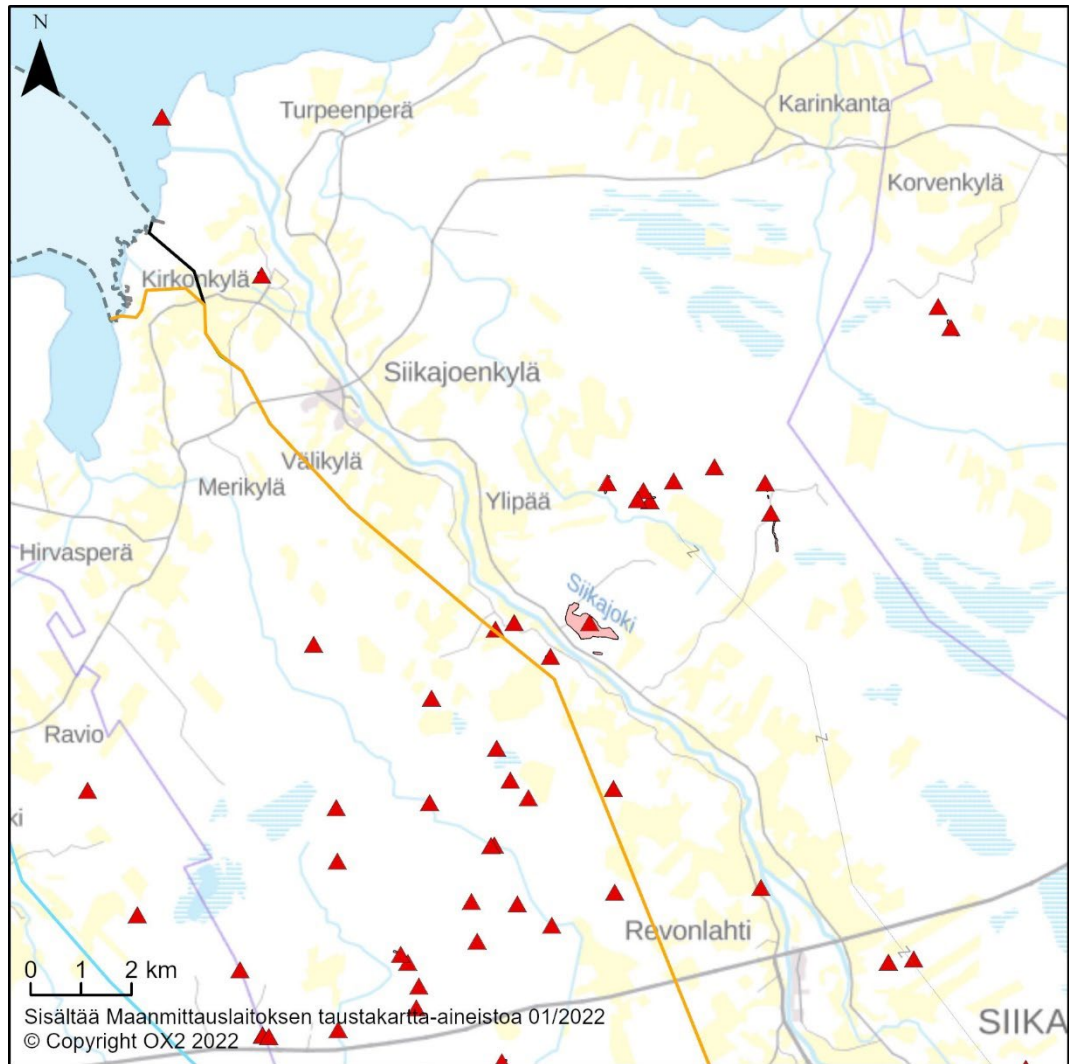 N
Turpeenperä
Karinkanta
Korvenkylä
Kirkonkylä
Siikajoenkylä
Välikylä
Merikylä
Ylipää
Hirvasperä
Siikajoki
Z
Ravio
Z
ki
Revonlahti
Z
0 1 2 km
SIIKA
Sisältää Maanmittauslaitoksen taustakartta-aineistoa 01/2022
© Copyright OX2 2022